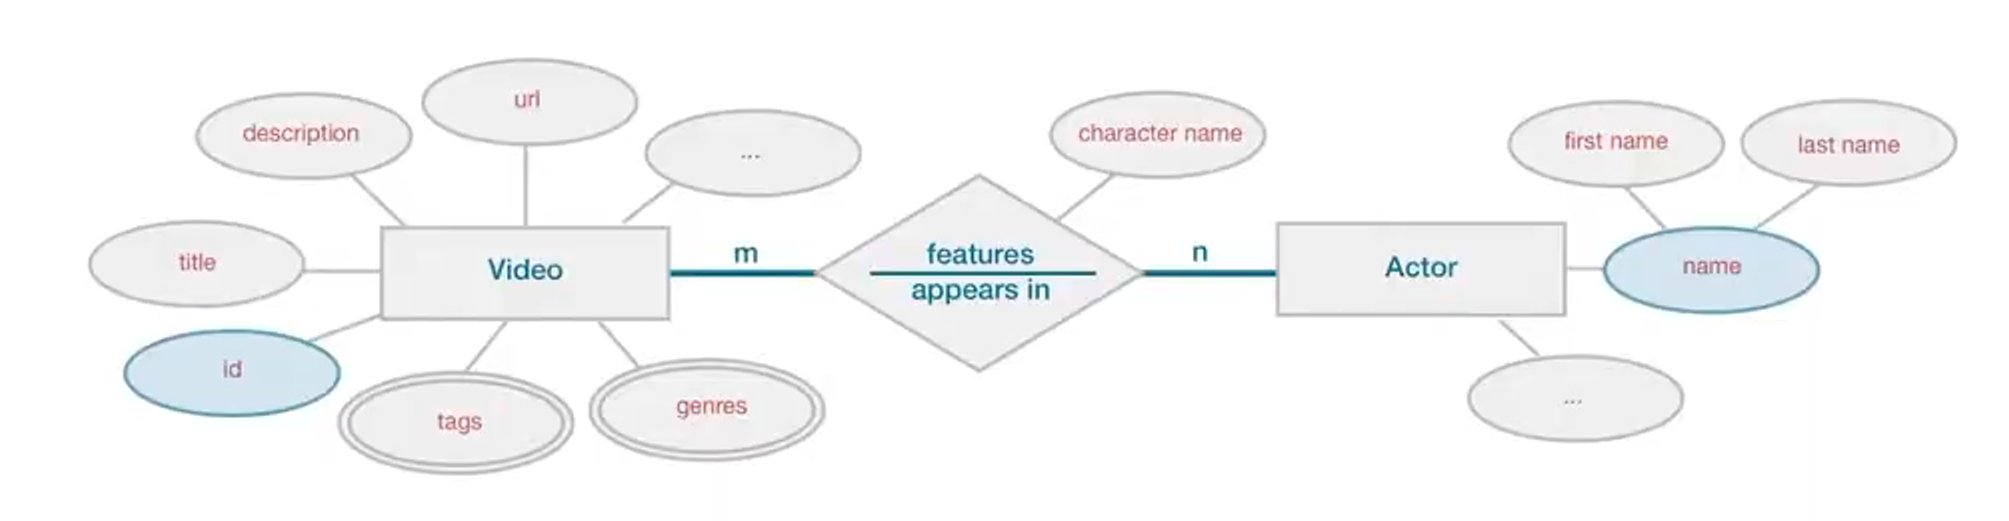 url
description
...
character name
first name
last name
title
Video
m
features
appears in
n
Actor
name
id
tags
genres
...